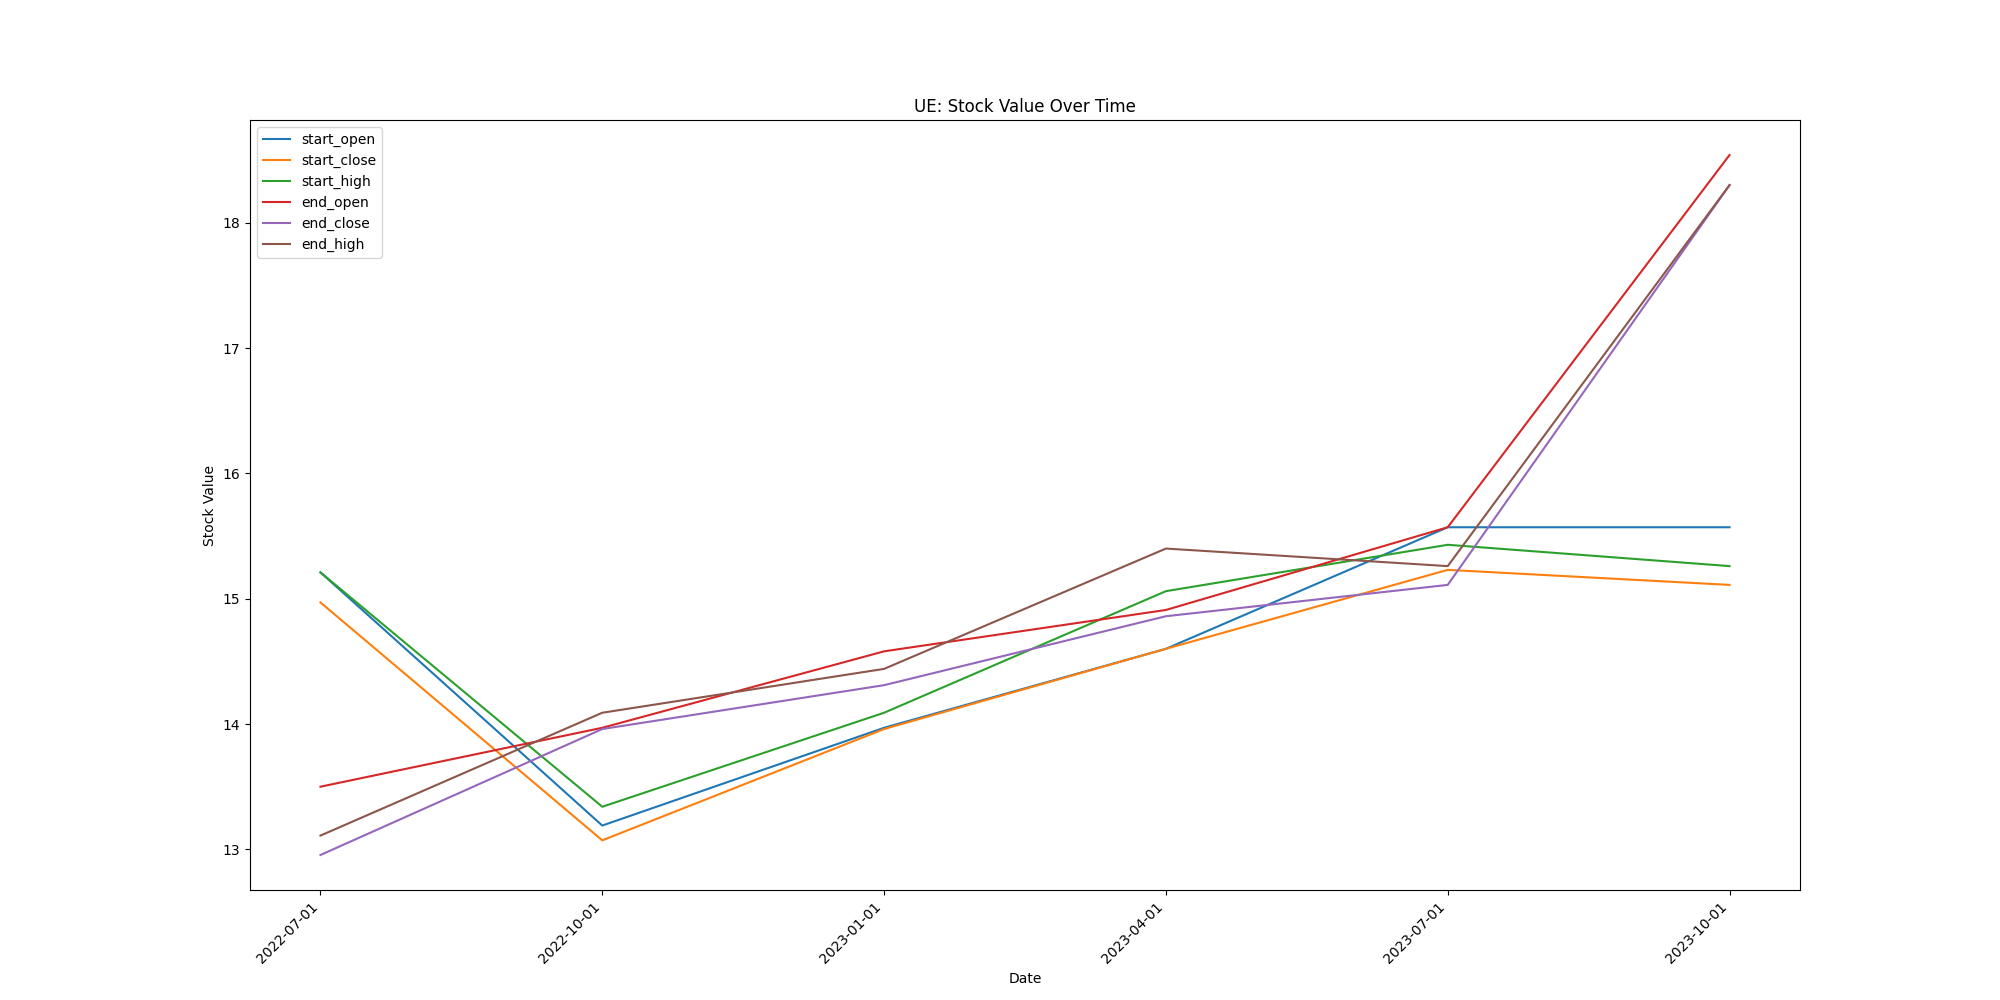 UE: Stock Value Over Time
start_open
start_close
start_high
end_open
end_close
end_high
Stock Value
18
17
16
15
14
13
2022-07-01
2022-10-01
2023-01-01
2023-04-01
2023-07-01
2023-10-01
Date